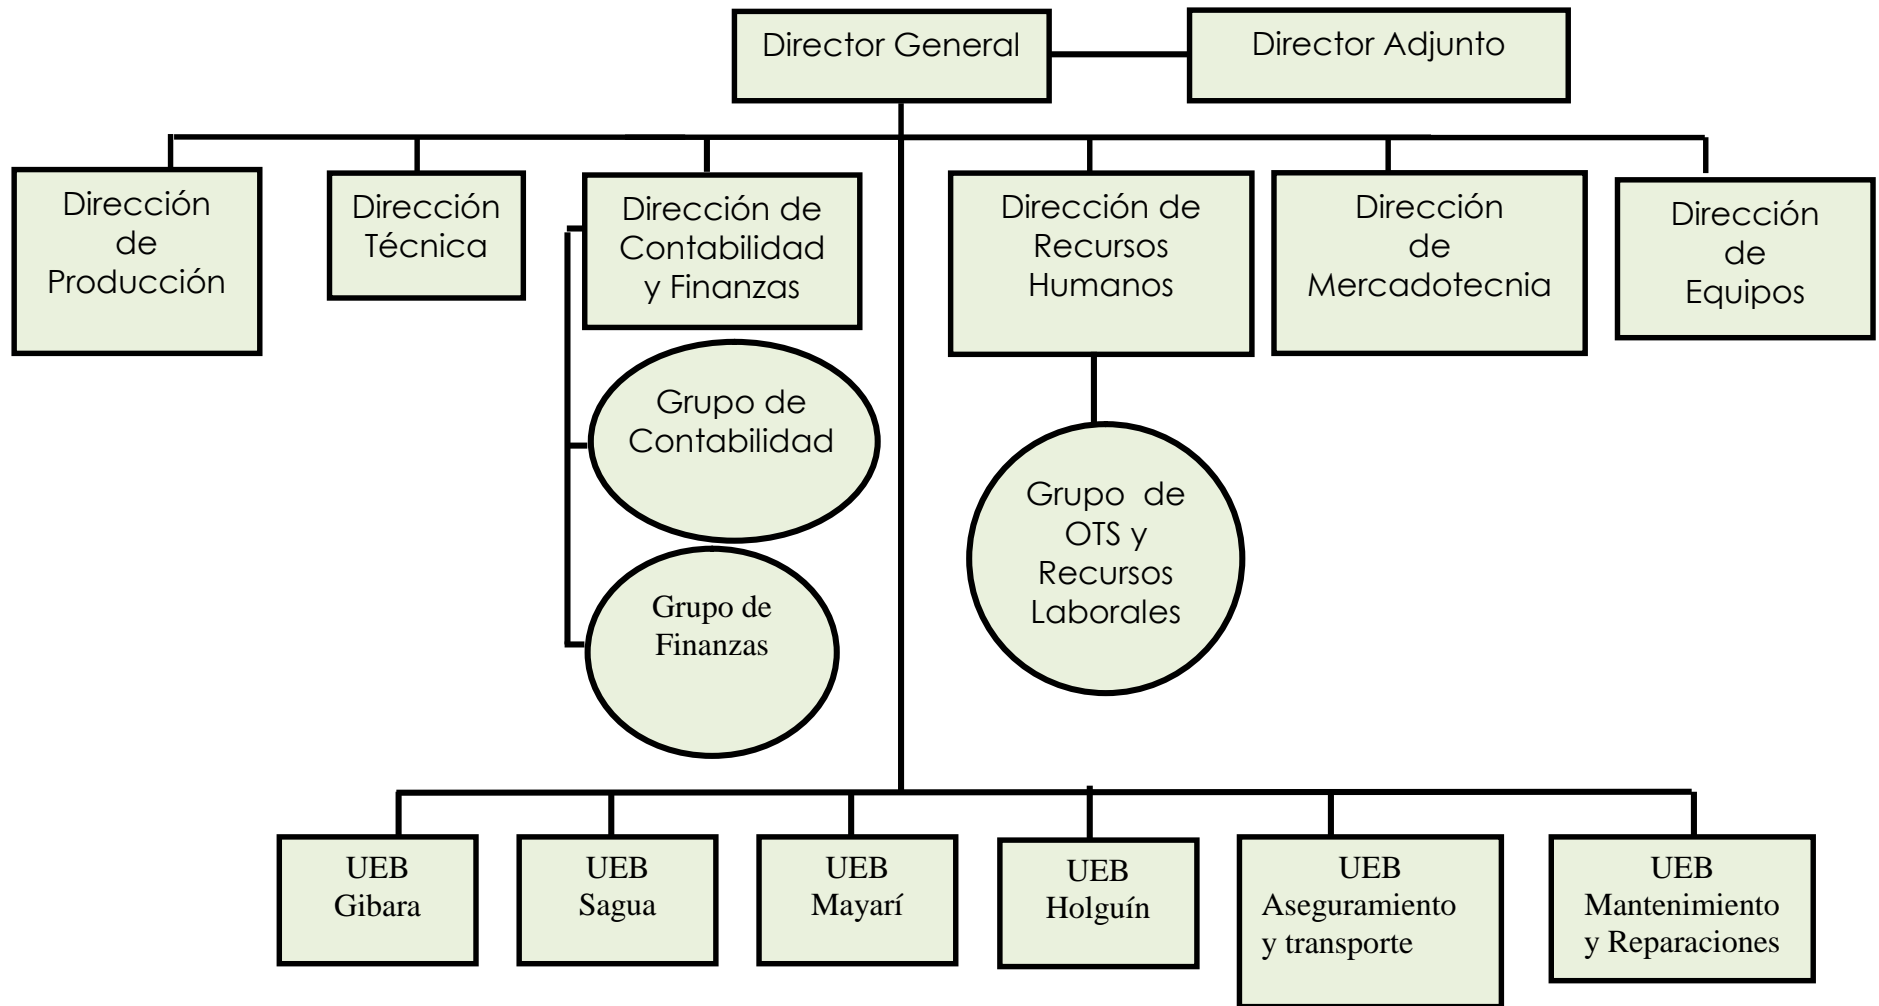 Director General
Director Adjunto
Dirección
de
Producción
Dirección
Técnica
Dirección de
Contabilidad
y Finanzas
Dirección de
Recursos
Humanos
Dirección
de
Mercadotecnia
Dirección
de
Equipos
Grupo de
Contabilidad
Grupo de
Finanzas
Grupo de
OTS y
Recursos
Laborales
UEB
Gibara
UEB
Sagua
UEB
Mayarí
UEB
Holguín
UEB
Aseguramiento
y transporte
UEB
Mantenimiento
y Reparaciones